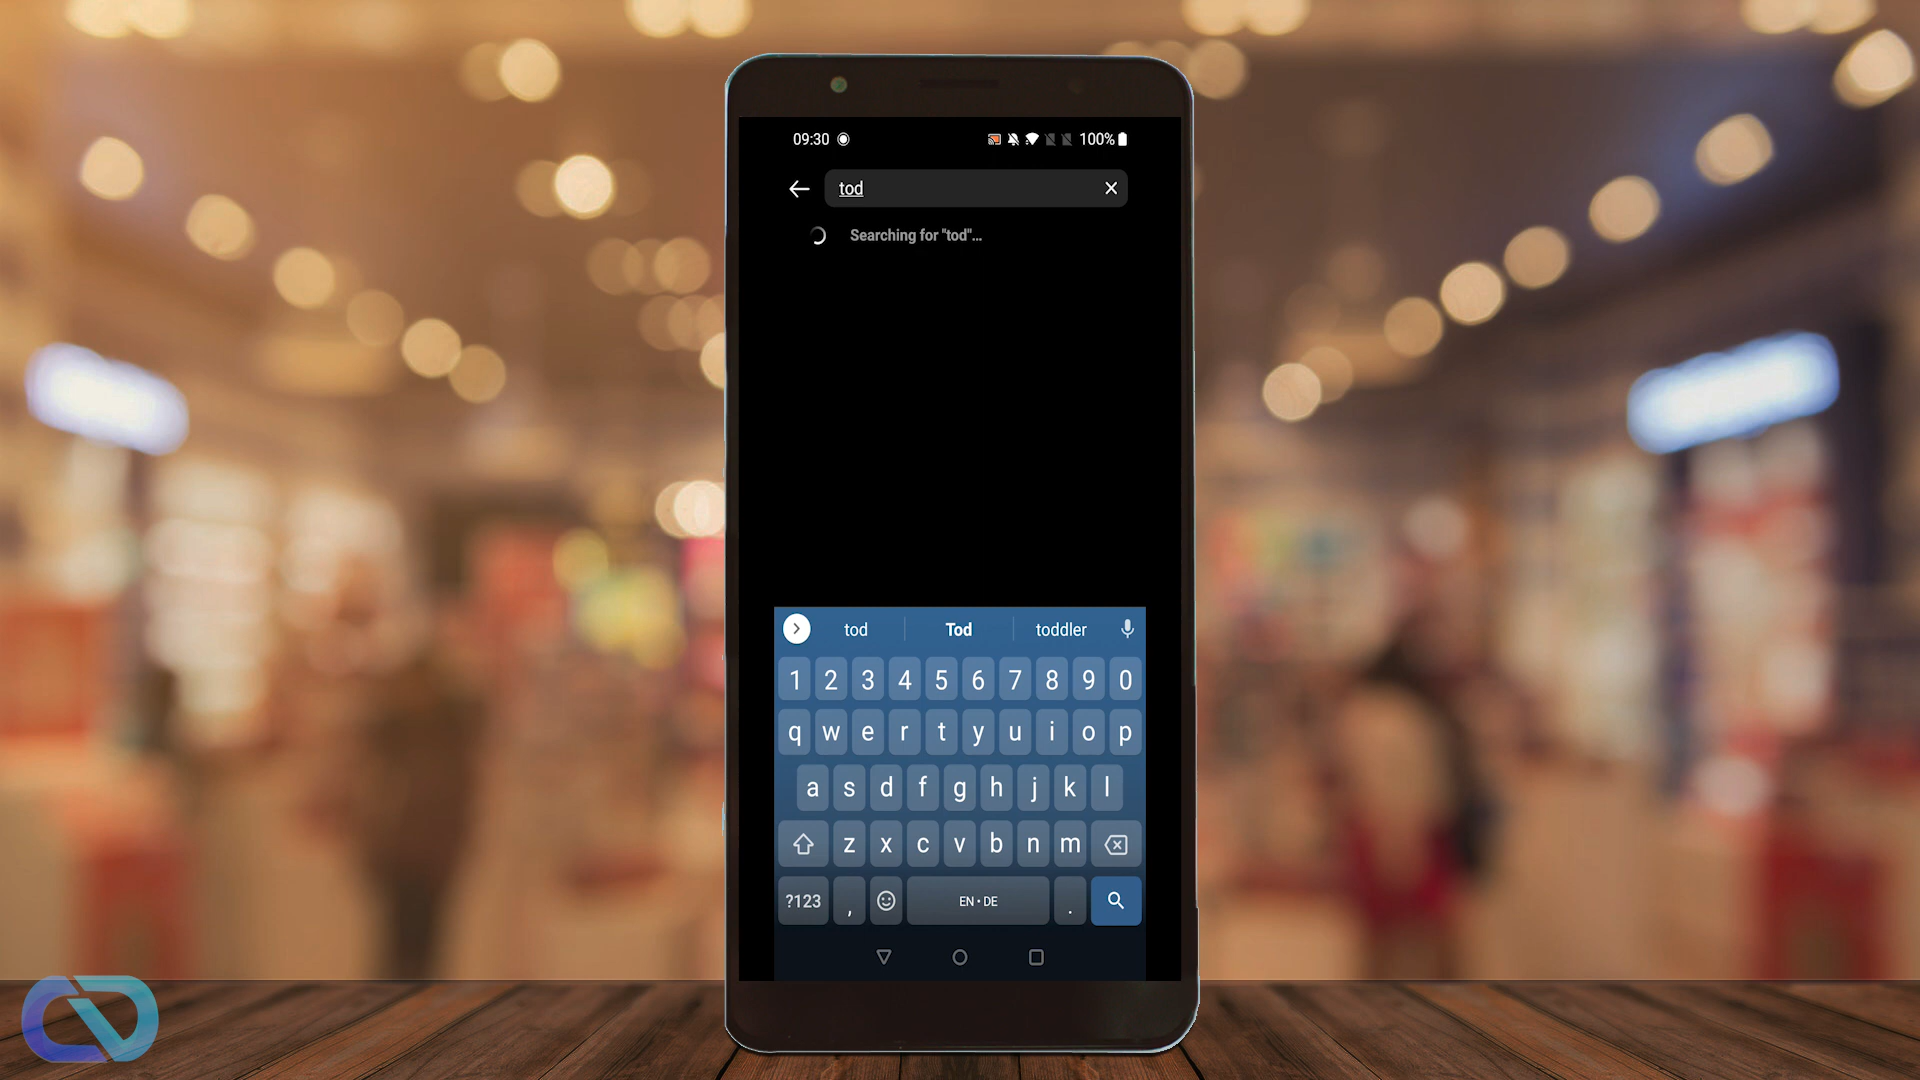 09:30 100%
tod
Searching for "tod"...
tod Tod toddler
1 2 3 4 5 6 7 8 9 0
q w e r t y u i o p
a s d f g h j k l
z x c v b n m
?123 , EN • DE .